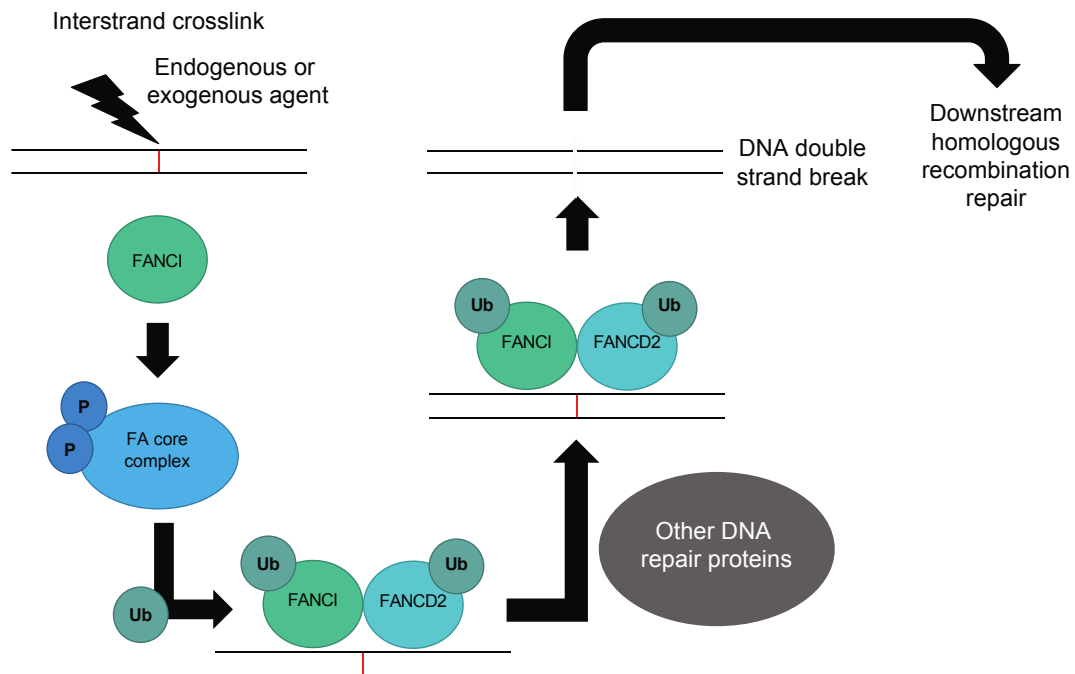 Interstrand crosslink
Endogenous or
exogenous agent
FANCI
P
P
FA core
complex
Ub
Ub
Ub
FANCI
FANCD2
Other DNA
repair proteins
Ub
Ub
FANCI
FANCD2
DNA double
strand break
Downstream
homologous
recombination
repair